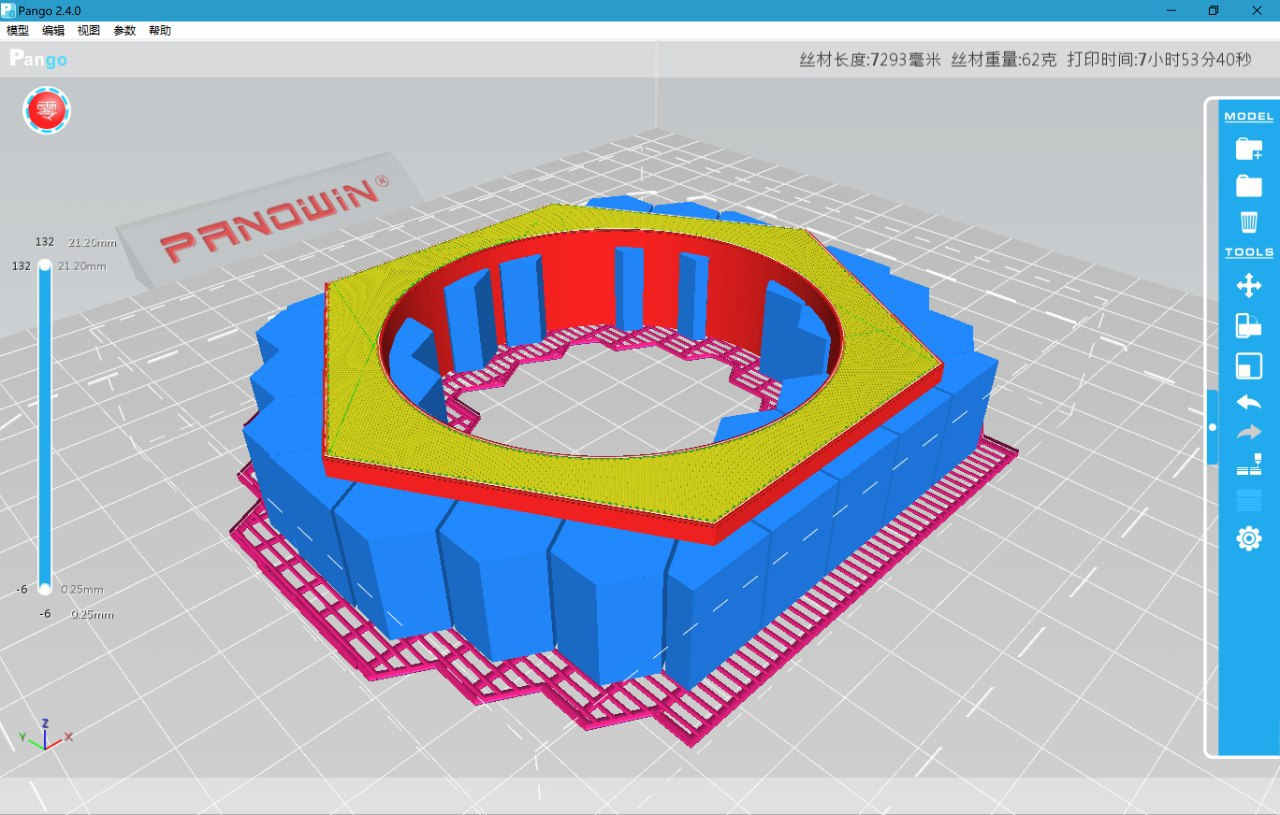 Pango 2.4.0
模型 编辑 视图 参数 帮助
Pango
丝材长度:7293毫米 丝材重量:62克 打印时间:7小时53分40秒
零
MODEL
PANOWIN®
TOOLS
132 21.20mm
132 21.20mm
-6 0.25mm
-6 0.25mm
Z
Y X